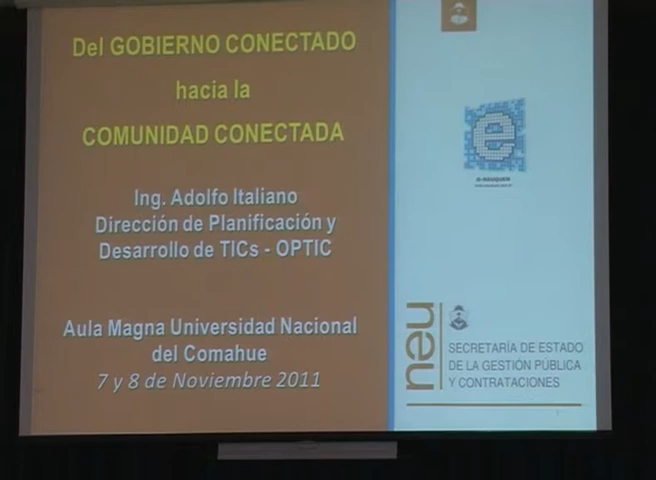 Del GOBIERNO CONECTADO
hacia la
COMUNIDAD CONECTADA
Ing. Adolfo Italiano
Dirección de Planificación y
Desarrollo de TICs - OPTIC
Aula Magna Universidad Nacional
del Comahue
7 y 8 de Noviembre 2011
e
neu
SECRETARÍA DE ESTADO
DE LA GESTIÓN PÚBLICA
Y CONTRATACIONES